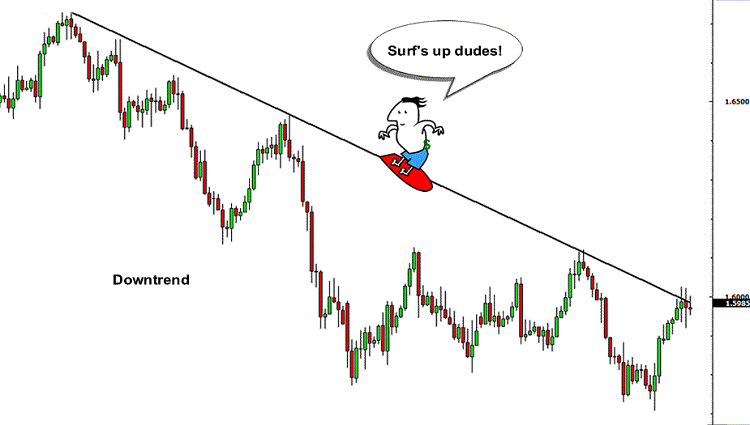 Surf's up dudes!
1.6500
Downtrend
1.6000
1.5985
S